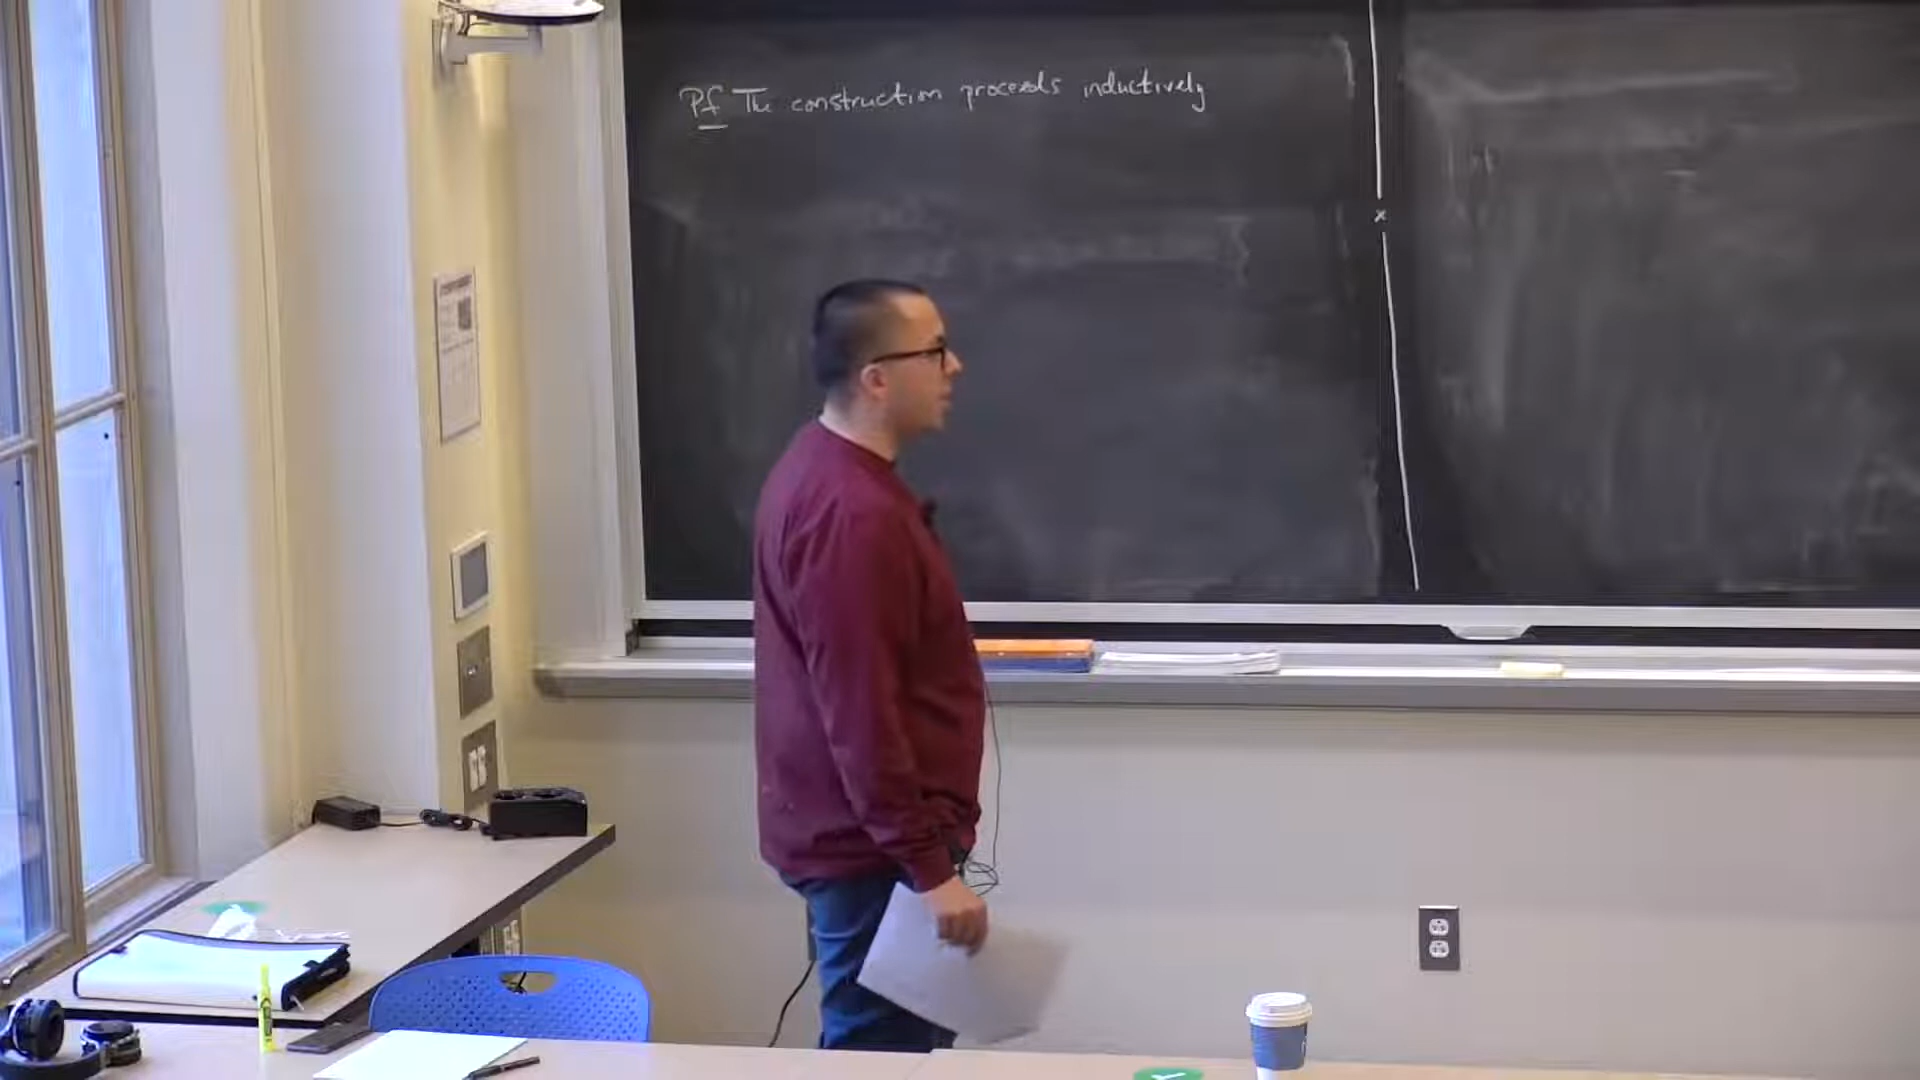 Pf The construction proceeds inductively
x